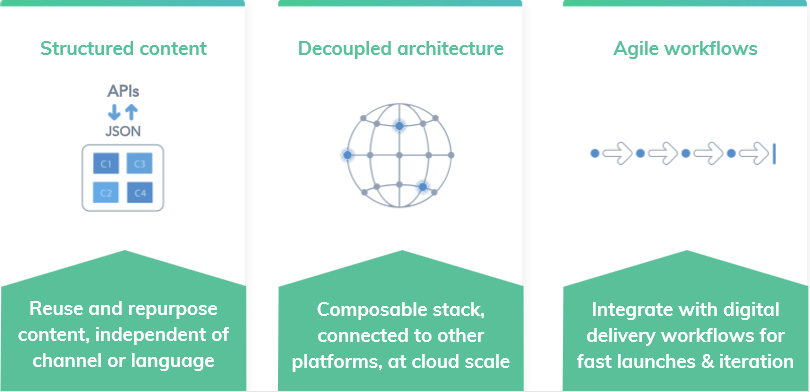 Structured content
APIs
JSON
C1
C3
C2
C4
Reuse and repurpose
content, independent of
channel or language
Decoupled architecture
Composable stack,
connected to other
platforms, at cloud scale
Agile workflows
Integrate with digital
delivery workflows for
fast launches & iteration